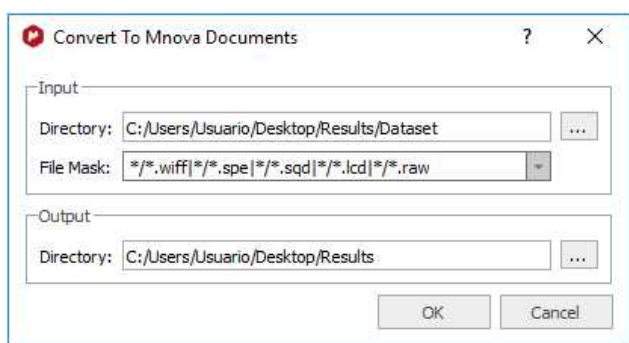 Convert To Mnova Documents ?
Input
Directory: C:/Users/Usuario/Desktop/Results/Dataset ...
File Mask: */*.wiff|*/*.spe|*/*.sqd|*/*.lcd|*/*.raw
Output
Directory: C:/Users/Usuario/Desktop/Results ...
OK Cancel